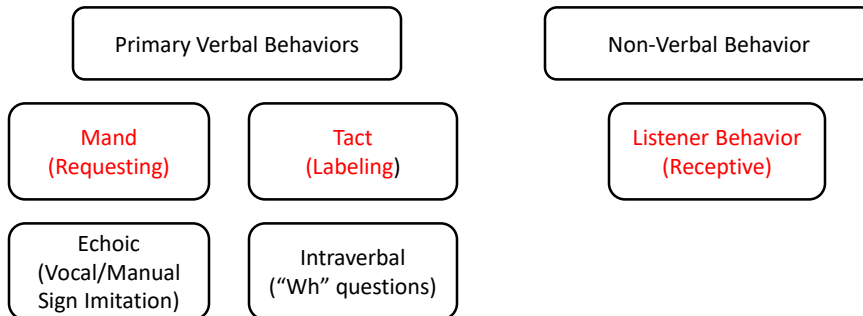 Primary Verbal Behaviors
Non-Verbal Behavior
Mand
(Requesting)
Tact
(Labeling)
Listener Behavior
(Receptive)
Echoic
(Vocal/Manual
Sign Imitation)
Intraverbal
(“Wh” questions)